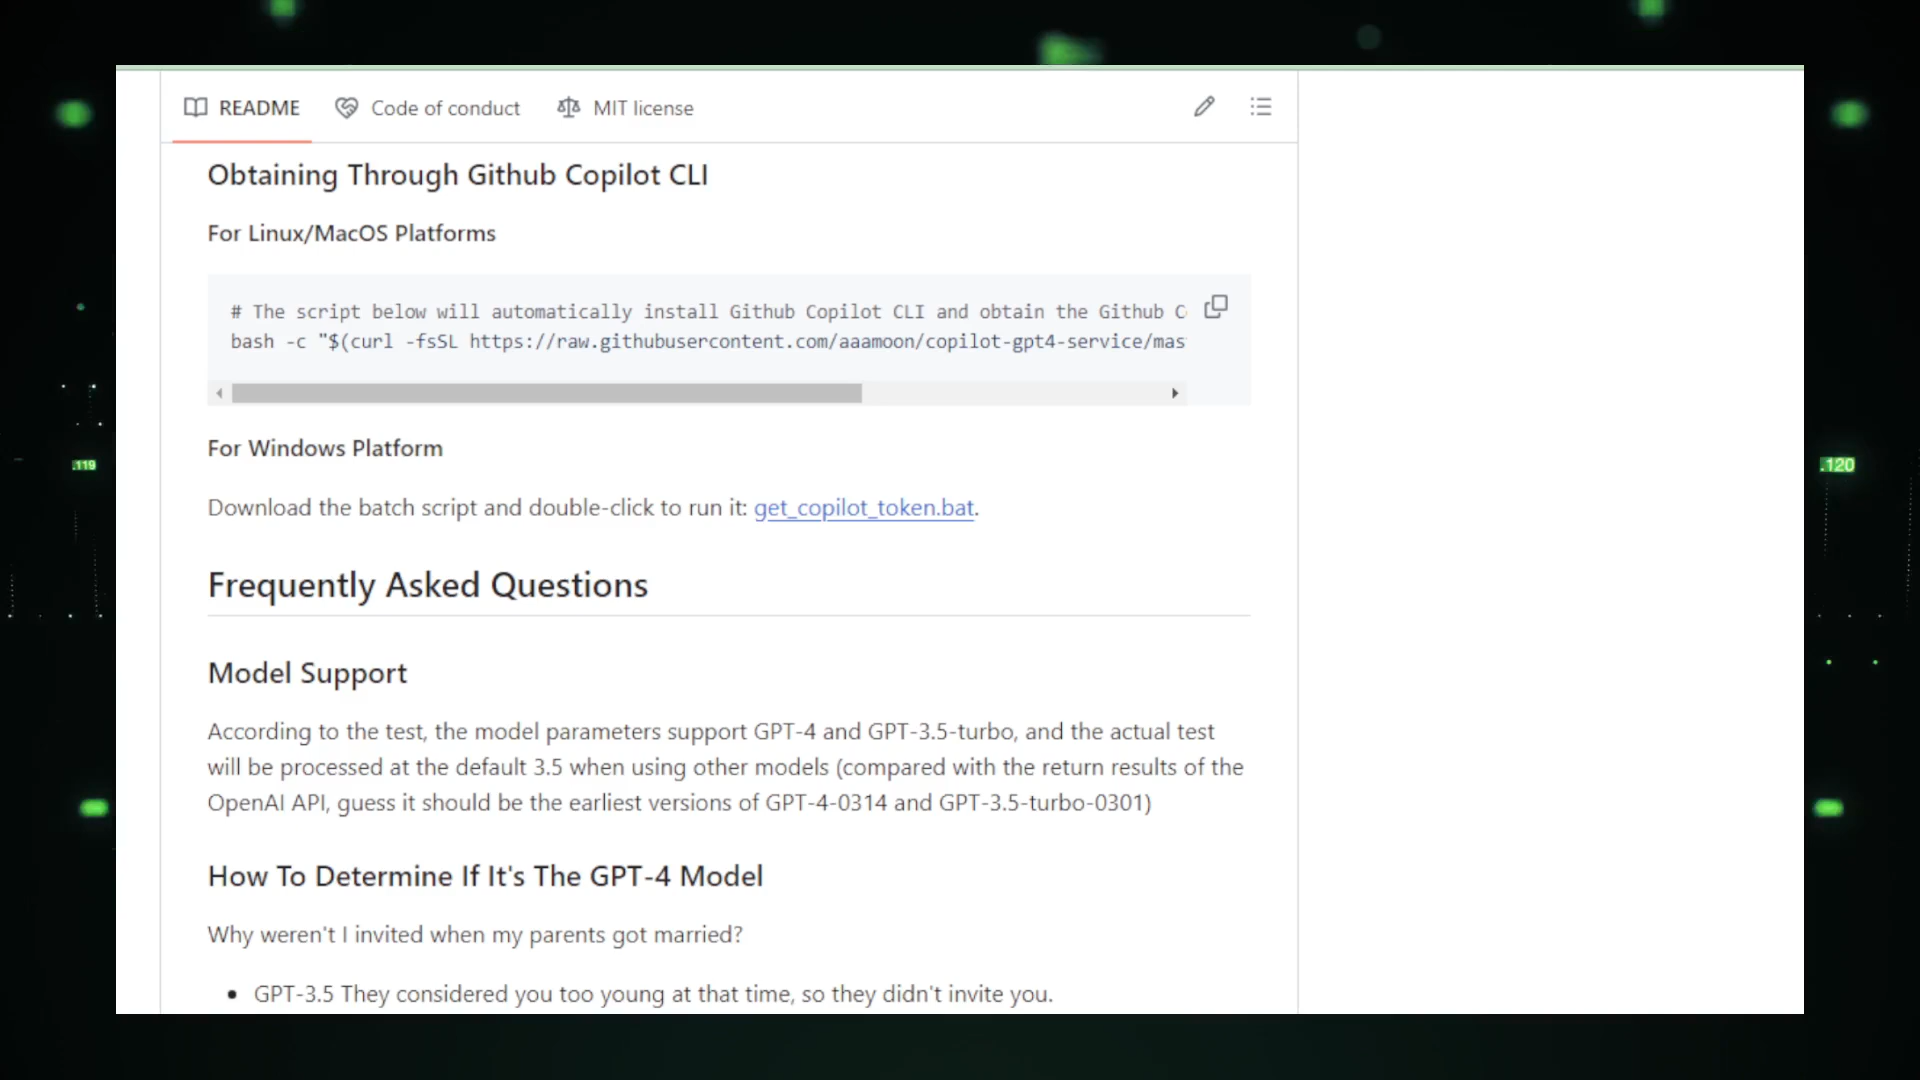 README
Code of conduct
MIT license
Obtaining Through Github Copilot CLI
For Linux/MacOS Platforms
# The script below will automatically install Github Copilot CLI and obtain the Github C
bash -c "$(curl -fsSL https://raw.githubusercontent.com/aaamoon/copilot-gpt4-service/mas
For Windows Platform
Download the batch script and double-click to run it: get_copilot_token.bat.
Frequently Asked Questions
Model Support
According to the test, the model parameters support GPT-4 and GPT-3.5-turbo, and the actual test
will be processed at the default 3.5 when using other models (compared with the return results of the
OpenAI API, guess it should be the earliest versions of GPT-4-0314 and GPT-3.5-turbo-0301)
How To Determine If It's The GPT-4 Model
Why weren't I invited when my parents got married?
• GPT-3.5 They considered you too young at that time, so they didn't invite you.
.119
.120